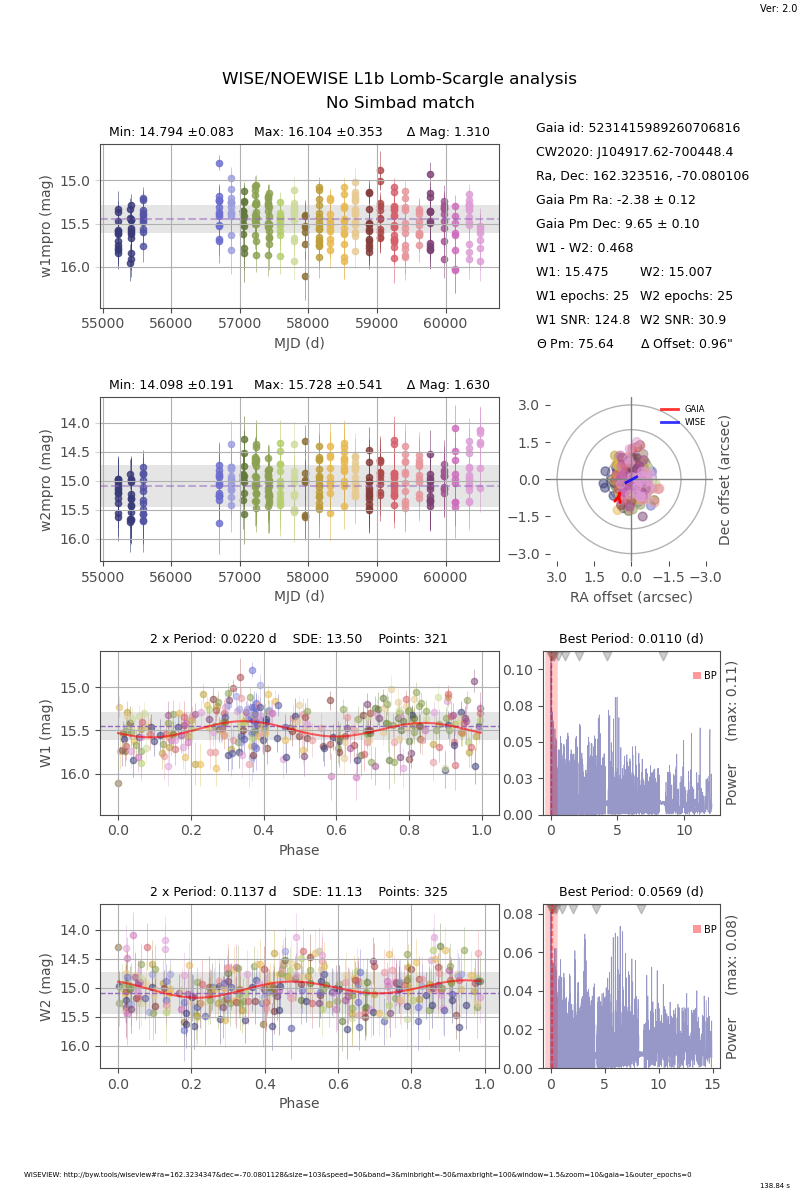 Ver: 2.0
WISE/NOEWISE L1b Lomb-Scargle analysis
No Simbad match
Min: 14.794 ±0.083 Max: 16.104 ±0.353 Δ Mag: 1.310
15.0
15.5
16.0
w1mpro (mag)
55000 56000 57000 58000 59000 60000
MJD (d)
Gaia id: 5231415989260706816
CW2020: J104917.62-700448.4
Ra, Dec: 162.323516, -70.080106
Gaia Pm Ra: -2.38 ± 0.12
Gaia Pm Dec: 9.65 ± 0.10
W1 - W2: 0.468
W1: 15.475 W2: 15.007
W1 epochs: 25 W2 epochs: 25
W1 SNR: 124.8 W2 SNR: 30.9
Θ Pm: 75.64 Δ Offset: 0.96"
Min: 14.098 ±0.191 Max: 15.728 ±0.541 Δ Mag: 1.630
14.0
14.5
15.0
15.5
16.0
w2mpro (mag)
55000 56000 57000 58000 59000 60000
MJD (d)
GAIA
WISE
3.0
1.5
0.0
−1.5
−3.0
Dec offset (arcsec)
3.0 1.5 0.0 −1.5 −3.0
RA offset (arcsec)
2 x Period: 0.0220 d SDE: 13.50 Points: 321
15.0
15.5
16.0
W1 (mag)
0.0 0.2 0.4 0.6 0.8 1.0
Phase
Best Period: 0.0110 (d)
BP
0.10
0.08
0.05
0.03
0.00
Power (max: 0.11)
0 5 10
2 x Period: 0.1137 d SDE: 11.13 Points: 325
14.0
14.5
15.0
15.5
16.0
W2 (mag)
0.0 0.2 0.4 0.6 0.8 1.0
Phase
Best Period: 0.0569 (d)
BP
0.08
0.06
0.04
0.02
0.00
Power (max: 0.08)
0 5 10 15
WISEVIEW: http://byw.tools/wiseview#ra=162.3234347&dec=-70.0801128&size=103&speed=50&band=3&minbright=-50&maxbright=100&window=1.5&zoom=10&gaia=1&outer_epochs=0
138.84 s